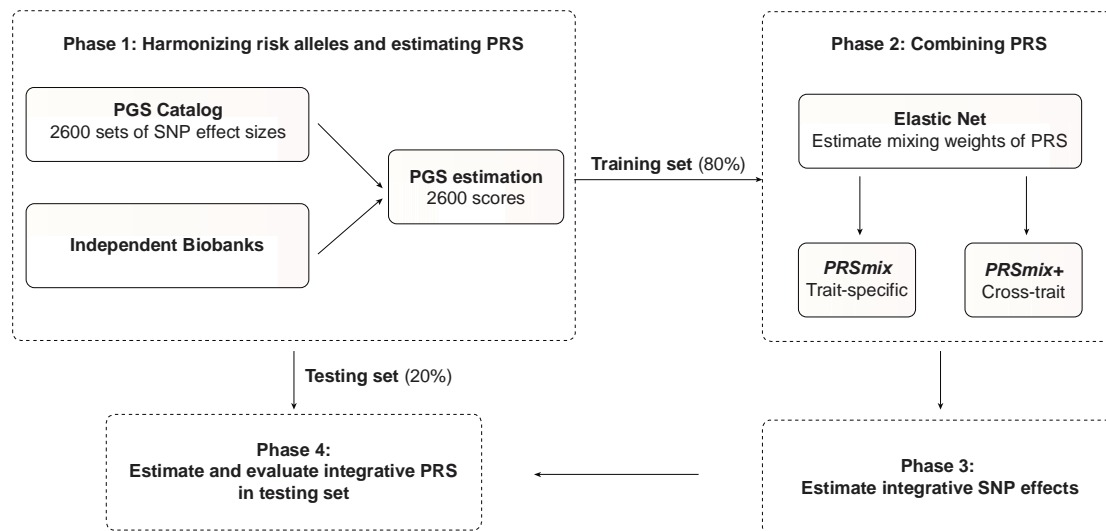 Phase 1: Harmonizing risk alleles and estimating PRS
PGS Catalog
2600 sets of SNP effect sizes
Independent Biobanks
PGS estimation
2600 scores
Training set (80%)
Phase 2: Combining PRS
Elastic Net
Estimate mixing weights of PRS
PRSmix
Trait-specific
PRSmix+
Cross-trait
Testing set (20%)
Phase 4:
Estimate and evaluate integrative PRS
in testing set
Phase 3:
Estimate integrative SNP effects